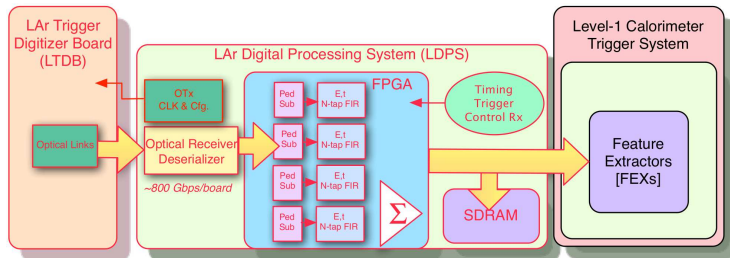 LAr Trigger
Digitizer Board
(LTDB)
Optical Links
LAr Digital Processing System (LDPS)
OTx
CLK & Cfg.
Optical Receiver
Deserializer
~800 Gbps/board
FPGA
Ped
Sub
E,t
N-tap FIR
Ped
Sub
E,t
N-tap FIR
Ped
Sub
E,t
N-tap FIR
Ped
Sub
E,t
N-tap FIR
Σ
Timing
Trigger
Control Rx
SDRAM
Level-1 Calorimeter
Trigger System
Feature
Extractors
[FEXs]